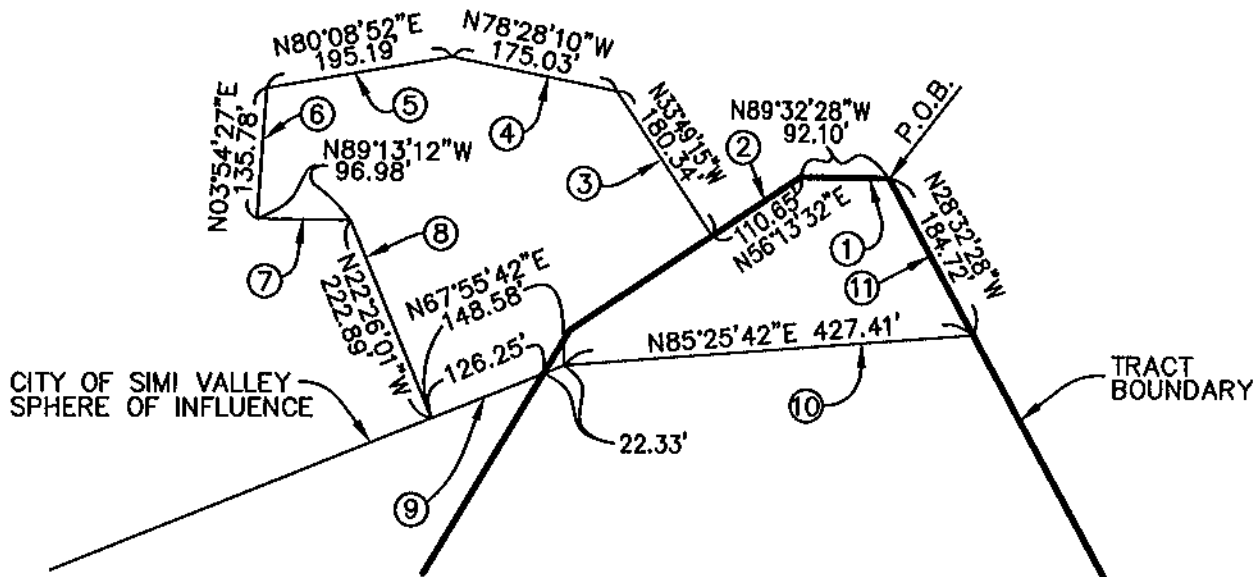 N80°08'52"E
195.19'
N78°28'10"W
175.03'
N03°54'27"E
135.78'
6
5
4
N89°13'12"W
96.98'
N33°49'15"W
180.34'
3
2
N89°32'28"W
92.10'
P.O.B.
110.65'
N56°13'32"E
1
N28°32'28"W
184.72'
11
7
8
N22°26'01"W
222.89'
N67°55'42"E
148.58'
126.25'
N85°25'42"E 427.41'
10
CITY OF SIMI VALLEY
SPHERE OF INFLUENCE
TRACT
BOUNDARY
22.33'
9